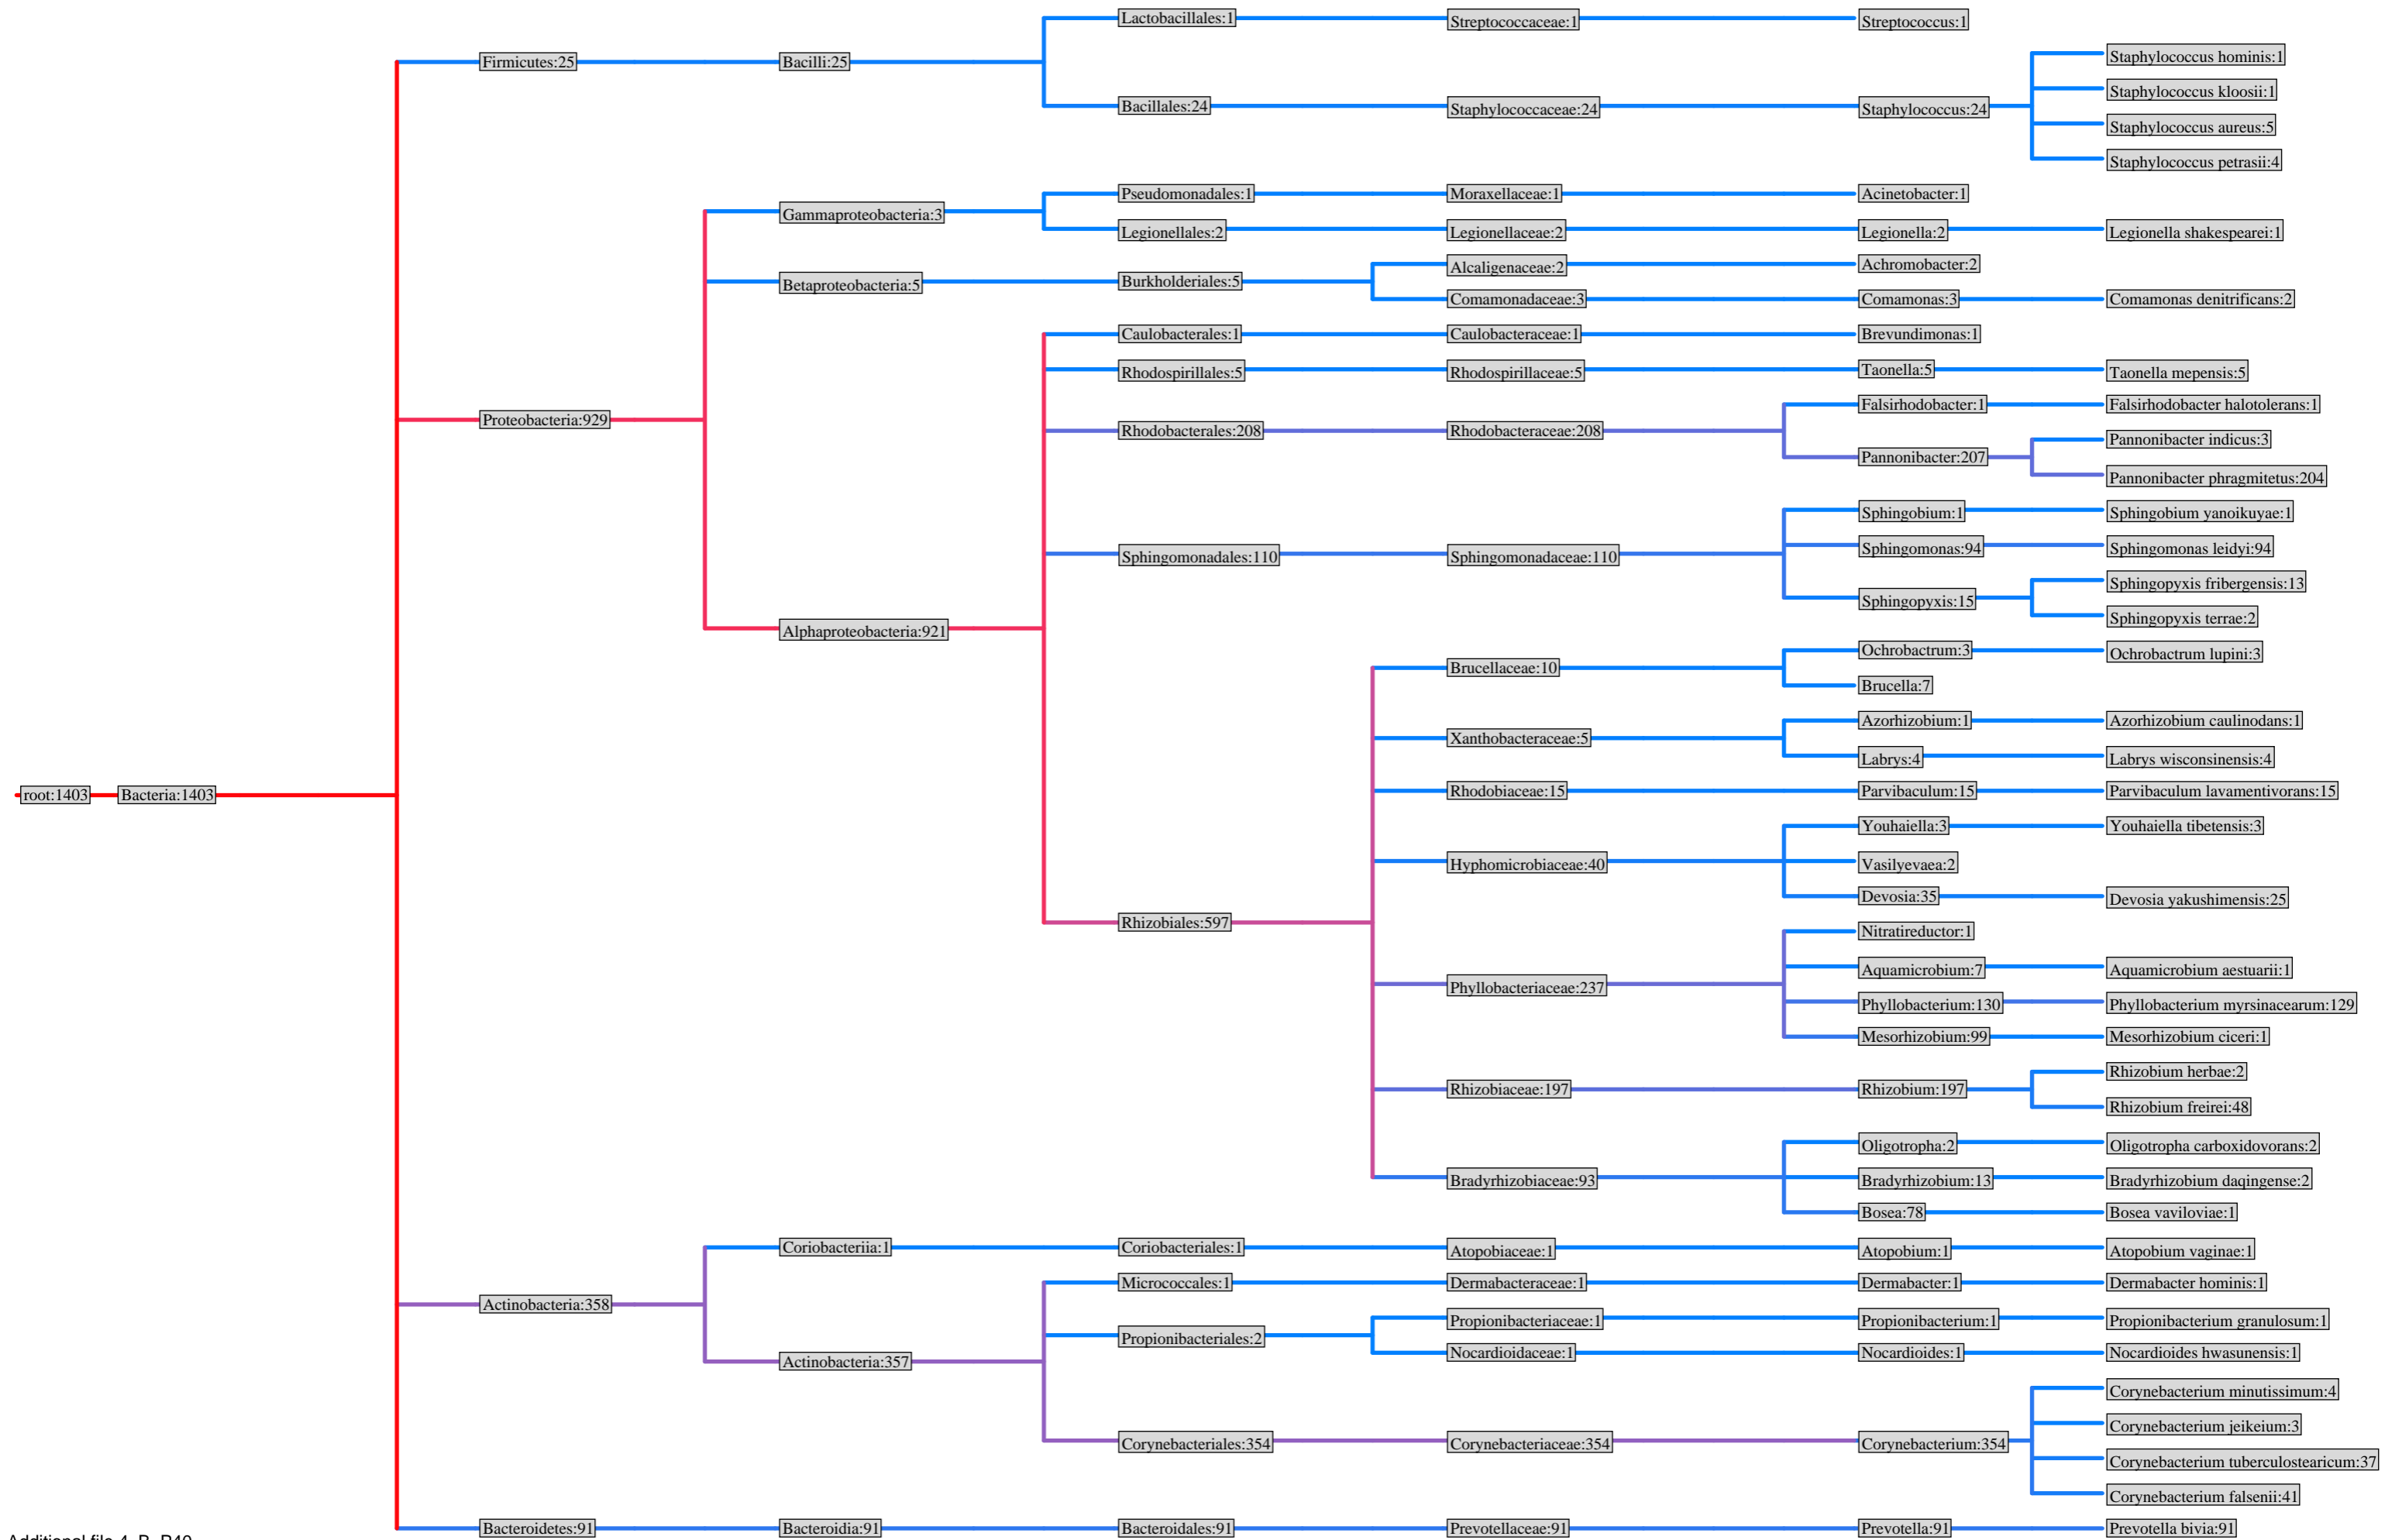 Lactobacillales:1
Streptococcaceae:1
Streptococcus:1
Firmicutes:25
Bacilli:25
Staphylococcus hominis:1
Staphylococcus kloosii:1
Bacillales:24
Staphylococcaceae:24
Staphylococcus:24
Staphylococcus aureus:5
Staphylococcus petrasii:4
Pseudomonadales:1
Moraxellaceae:1
Acinetobacter:1
Gammaproteobacteria:3
Legionellales:2
Legionellaceae:2
Legionella:2
Legionella shakespearei:1
Alcaligenaceae:2
Achromobacter:2
Betaproteobacteria:5
Burkholderiales:5
Comamonadaceae:3
Comamonas:3
Comamonas denitrificans:2
Caulobacterales:1
Caulobacteraceae:1
Brevundimonas:1
Rhodospirillales:5
Rhodospirillaceae:5
Taonella:5
Taonella mepensis:5
Falsirhodobacter:1
Falsirhodobacter halotolerans:1
Proteobacteria:929
Rhodobacterales:208
Rhodobacteraceae:208
Pannonibacter indicus:3
Pannonibacter:207
Pannonibacter phragmitetus:204
Sphingobium:1
Sphingobium yanoikuyae:1
Sphingomonadales:110
Sphingomonadaceae:110
Sphingomonas:94
Sphingomonas leidyi:94
Sphingopyxis fribergensis:13
Sphingopyxis:15
Sphingopyxis terrae:2
Alphaproteobacteria:921
Ochrobactrum:3
Ochrobactrum lupini:3
Brucellaceae:10
Brucella:7
Azorhizobium:1
Azorhizobium caulinodans:1
Xanthobacteraceae:5
Labrys:4
Labrys wisconsinensis:4
root:1403
Bacteria:1403
Rhodobiaceae:15
Parvibaculum:15
Parvibaculum lavamentivorans:15
Youhaiella:3
Youhaiella tibetensis:3
Hyphomicrobiaceae:40
Vasilyevaea:2
Devosia:35
Devosia yakushimensis:25
Rhizobiales:597
Nitratireductor:1
Aquamicrobium:7
Aquamicrobium aestuarii:1
Phyllobacteriaceae:237
Phyllobacterium:130
Phyllobacterium myrsinacearum:129
Mesorhizobium:99
Mesorhizobium ciceri:1
Rhizobium herbae:2
Rhizobiaceae:197
Rhizobium:197
Rhizobium freirei:48
Oligotropha:2
Oligotropha carboxidovorans:2
Bradyrhizobiaceae:93
Bradyrhizobium:13
Bradyrhizobium daqingense:2
Bosea:78
Bosea vaviloviae:1
Coriobacteriia:1
Coriobacteriales:1
Atopobiaceae:1
Atopobium:1
Atopobium vaginae:1
Micrococcales:1
Dermabacteraceae:1
Dermabacter:1
Dermabacter hominis:1
Actinobacteria:358
Propionibacteriaceae:1
Propionibacterium:1
Propionibacterium granulosum:1
Propionibacteriales:2
Nocardioidaceae:1
Nocardioides:1
Nocardioides hwasunensis:1
Actinobacteria:357
Corynebacterium minutissimum:4
Corynebacterium jeikeium:3
Corynebacteriales:354
Corynebacteriaceae:354
Corynebacterium:354
Corynebacterium tuberculostearicum:37
Corynebacterium falsenii:41
Bacteroidetes:91
Bacteroidia:91
Bacteroidales:91
Prevotellaceae:91
Prevotella:91
Prevotella bivia:91
Additional file 4